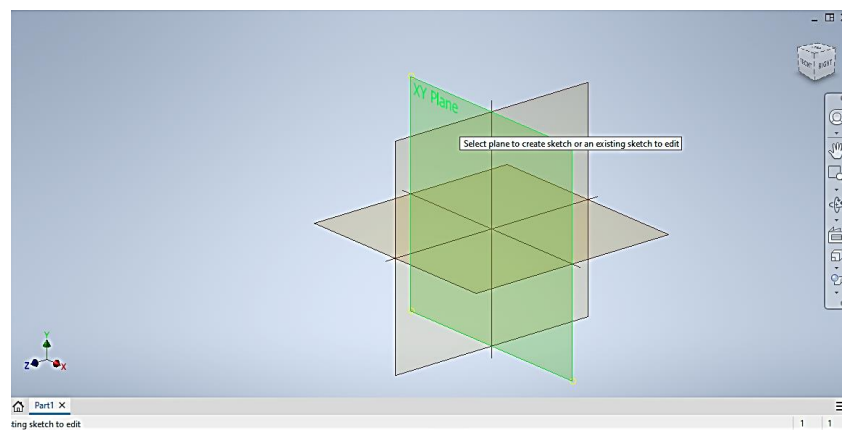 XY Plane
Select plane to create sketch or an existing sketch to edit
RIGHT
Y
Z
X
Part1
ting sketch to edit
1 1